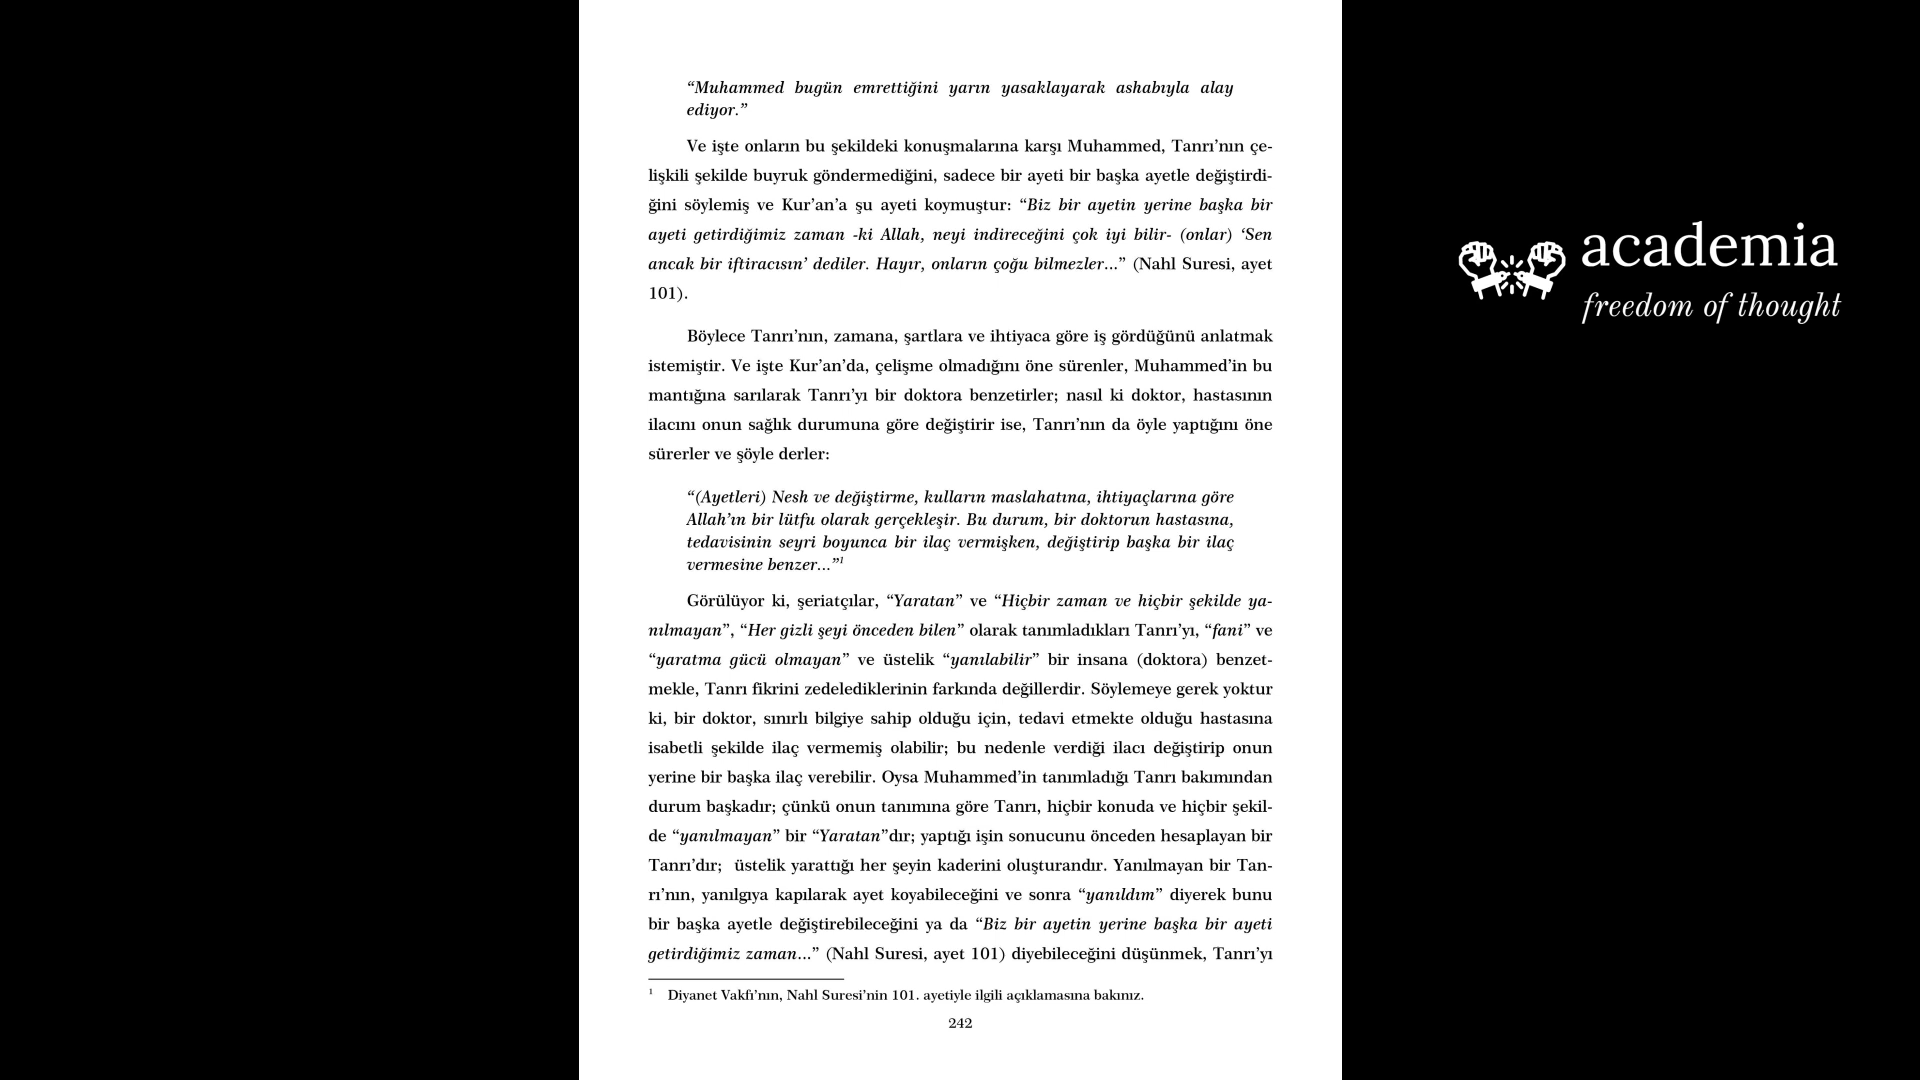 “Muhammed bugün emrettiğini yarın yasaklayarak ashabıyla alay
ediyor.”
Ve işte onların bu şekildeki konuşmalarına karşı Muhammed, Tanrı’nın çe-
lişkili şekilde buyruk göndermediğini, sadece bir ayeti bir başka ayetle değiştirdi-
ğini söylemiş ve Kur’an’a şu ayeti koymuştur: “Biz bir ayetin yerine başka bir
ayeti getirdiğimiz zaman -ki Allah, neyi indireceğini çok iyi bilir- (onlar) ‘Sen
ancak bir iftiracısın’ dediler. Hayır, onların çoğu bilmezler...” (Nahl Suresi, ayet
101).
Böylece Tanrı’nın, zamana, şartlara ve ihtiyaca göre iş gördüğünü anlatmak
istemiştir. Ve işte Kur’an’da, çelişme olmadığını öne sürenler, Muhammed’in bu
mantığına sarılarak Tanrı’yı bir doktora benzetirler; nasıl ki doktor, hastasının
ilacını onun sağlık durumuna göre değiştirir ise, Tanrı’nın da öyle yaptığını öne
sürerler ve şöyle derler:
“(Ayetleri) Nesh ve değiştirme, kulların maslahatına, ihtiyaçlarına göre
Allah’ın bir lütfu olarak gerçekleşir. Bu durum, bir doktorun hastasına,
tedavisinin seyri boyunca bir ilaç vermişken, değiştirip başka bir ilaç
vermesine benzer...”1
Görülüyor ki, şeriatçılar, “Yaratan” ve “Hiçbir zaman ve hiçbir şekilde ya-
nılmayan”, “Her gizli şeyi önceden bilen” olarak tanımladıkları Tanrı’yı, “fani” ve
“yaratma gücü olmayan” ve üstelik “yanılabilir” bir insana (doktora) benzet-
mekle, Tanrı fikrini zedelediklerinin farkında değillerdir. Söylemeye gerek yoktur
ki, bir doktor, sınırlı bilgiye sahip olduğu için, tedavi etmekte olduğu hastasına
isabetli şekilde ilaç vermemiş olabilir; bu nedenle verdiği ilacı değiştirip onun
yerine bir başka ilaç verebilir. Oysa Muhammed’in tanımladığı Tanrı bakımından
durum başkadır; çünkü onun tanımına göre Tanrı, hiçbir konuda ve hiçbir şekil-
de “yanılmayan” bir “Yaratan”dır; yaptığı işin sonucunu önceden hesaplayan bir
Tanrı’dır; üstelik yarattığı her şeyin kaderini oluşturandır. Yanılmayan bir Tan-
rı’nın, yanılgıya kapılarak ayet koyabileceğini ve sonra “yanıldım” diyerek bunu
bir başka ayetle değiştirebileceğini ya da “Biz bir ayetin yerine başka bir ayeti
getirdiğimiz zaman...” (Nahl Suresi, ayet 101) diyebileceğini düşünmek, Tanrı’yı
1 Diyanet Vakfı’nın, Nahl Suresi’nin 101. ayetiyle ilgili açıklamasına bakınız.
242
academia
freedom of thought